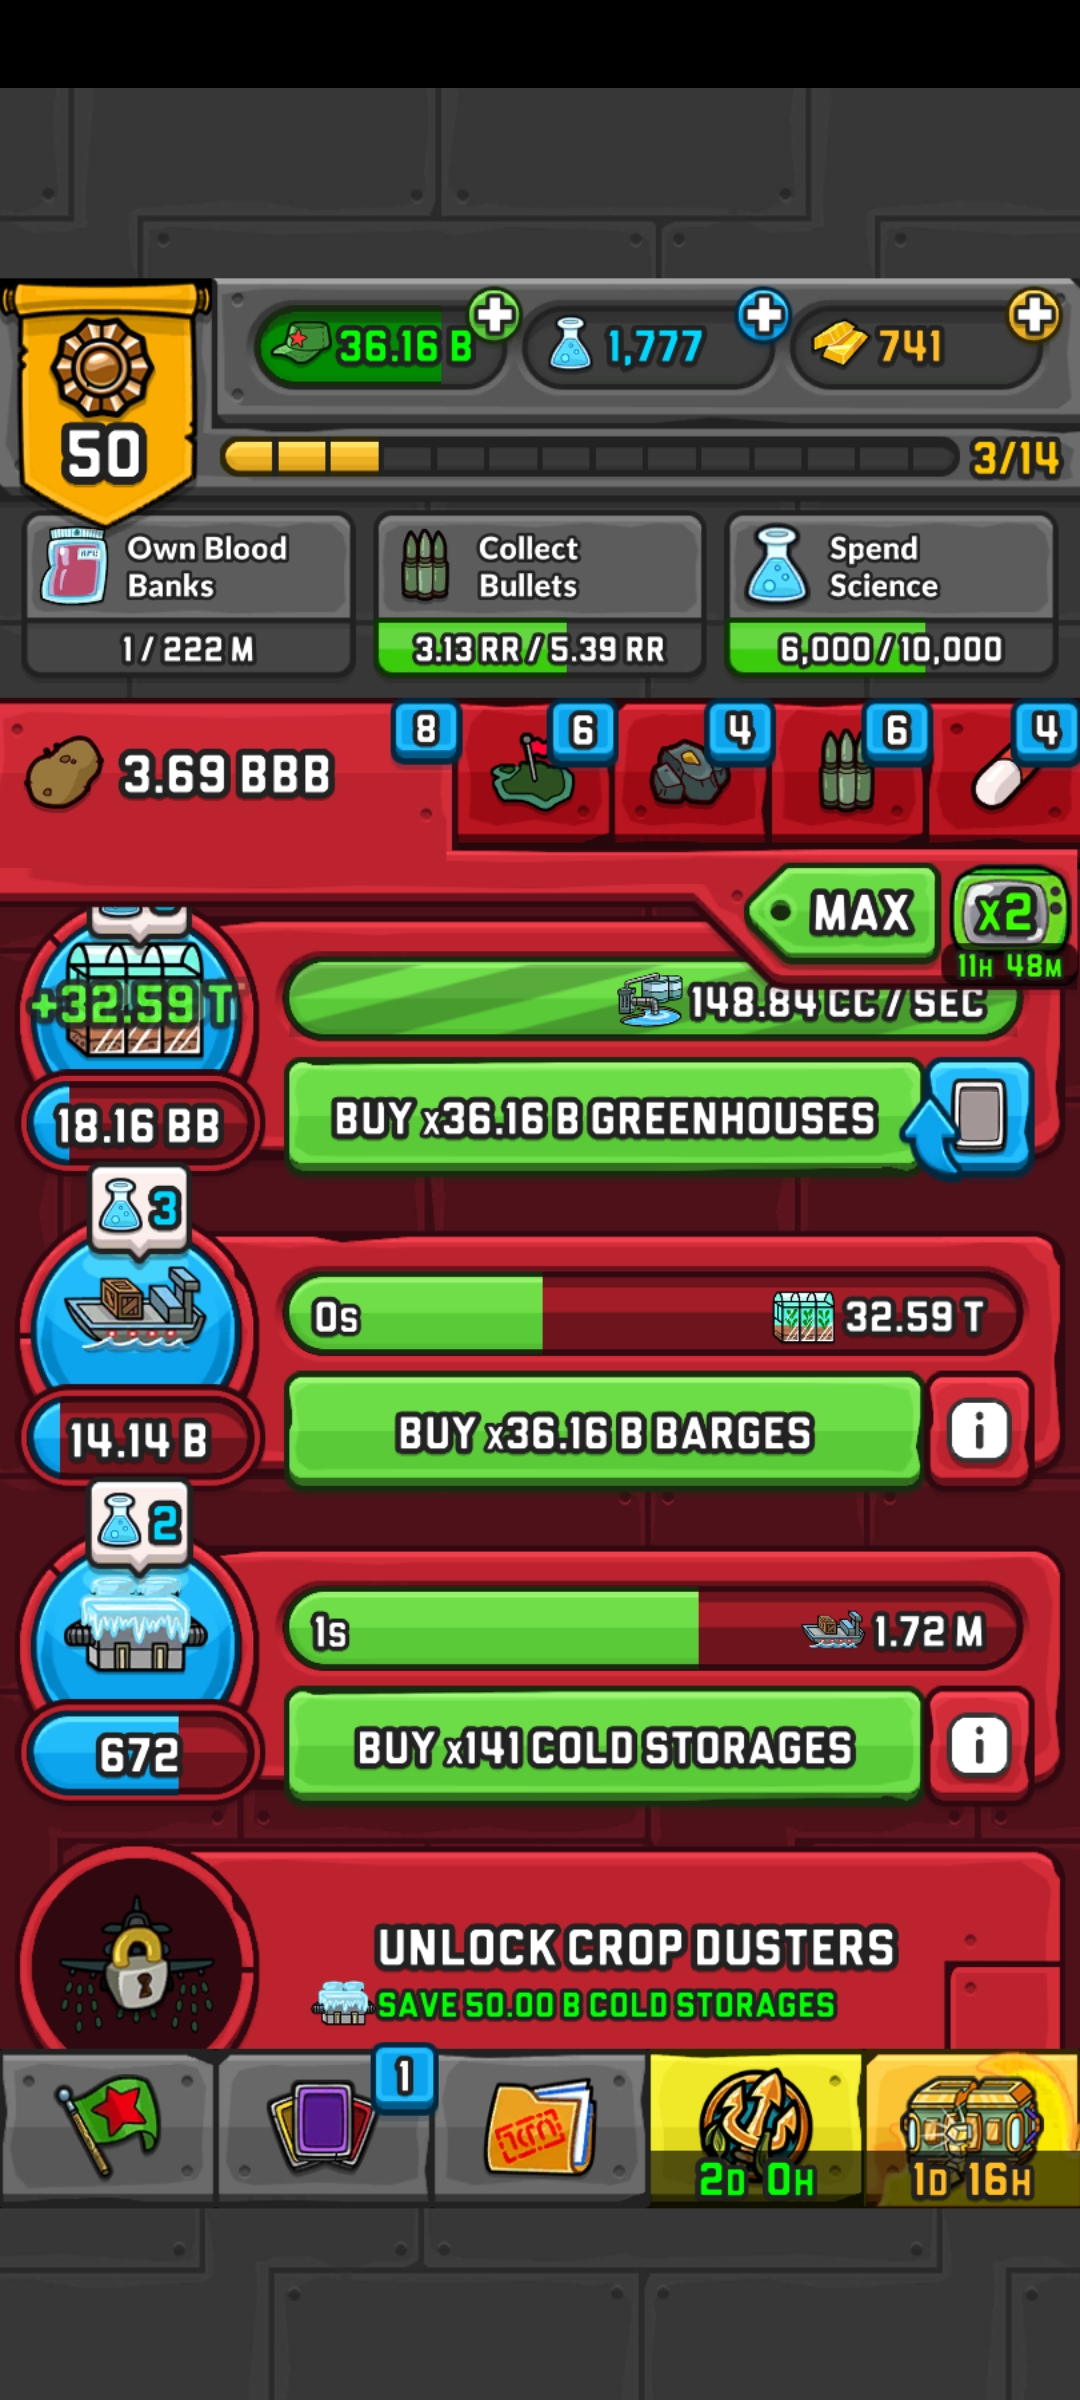 36.16 B
1,777
741
50
3/14
Own Blood
Banks
1 / 222 M
Collect
Bullets
3.13 RR / 5.39 RR
Spend
Science
6,000 / 10,000
3.69 BBB
8
6
4
6
4
MAX
x2
11H 48M
+32.59 T
148.84 CC / SEC
18.16 BB
BUY x36.16 B GREENHOUSES
3
0s
32.59 T
14.14 B
BUY x36.16 B BARGES
i
2
1s
1.72 M
672
BUY x141 COLD STORAGES
i
UNLOCK CROP DUSTERS
SAVE 50.00 B COLD STORAGES
1
2D 0H
1D 16H